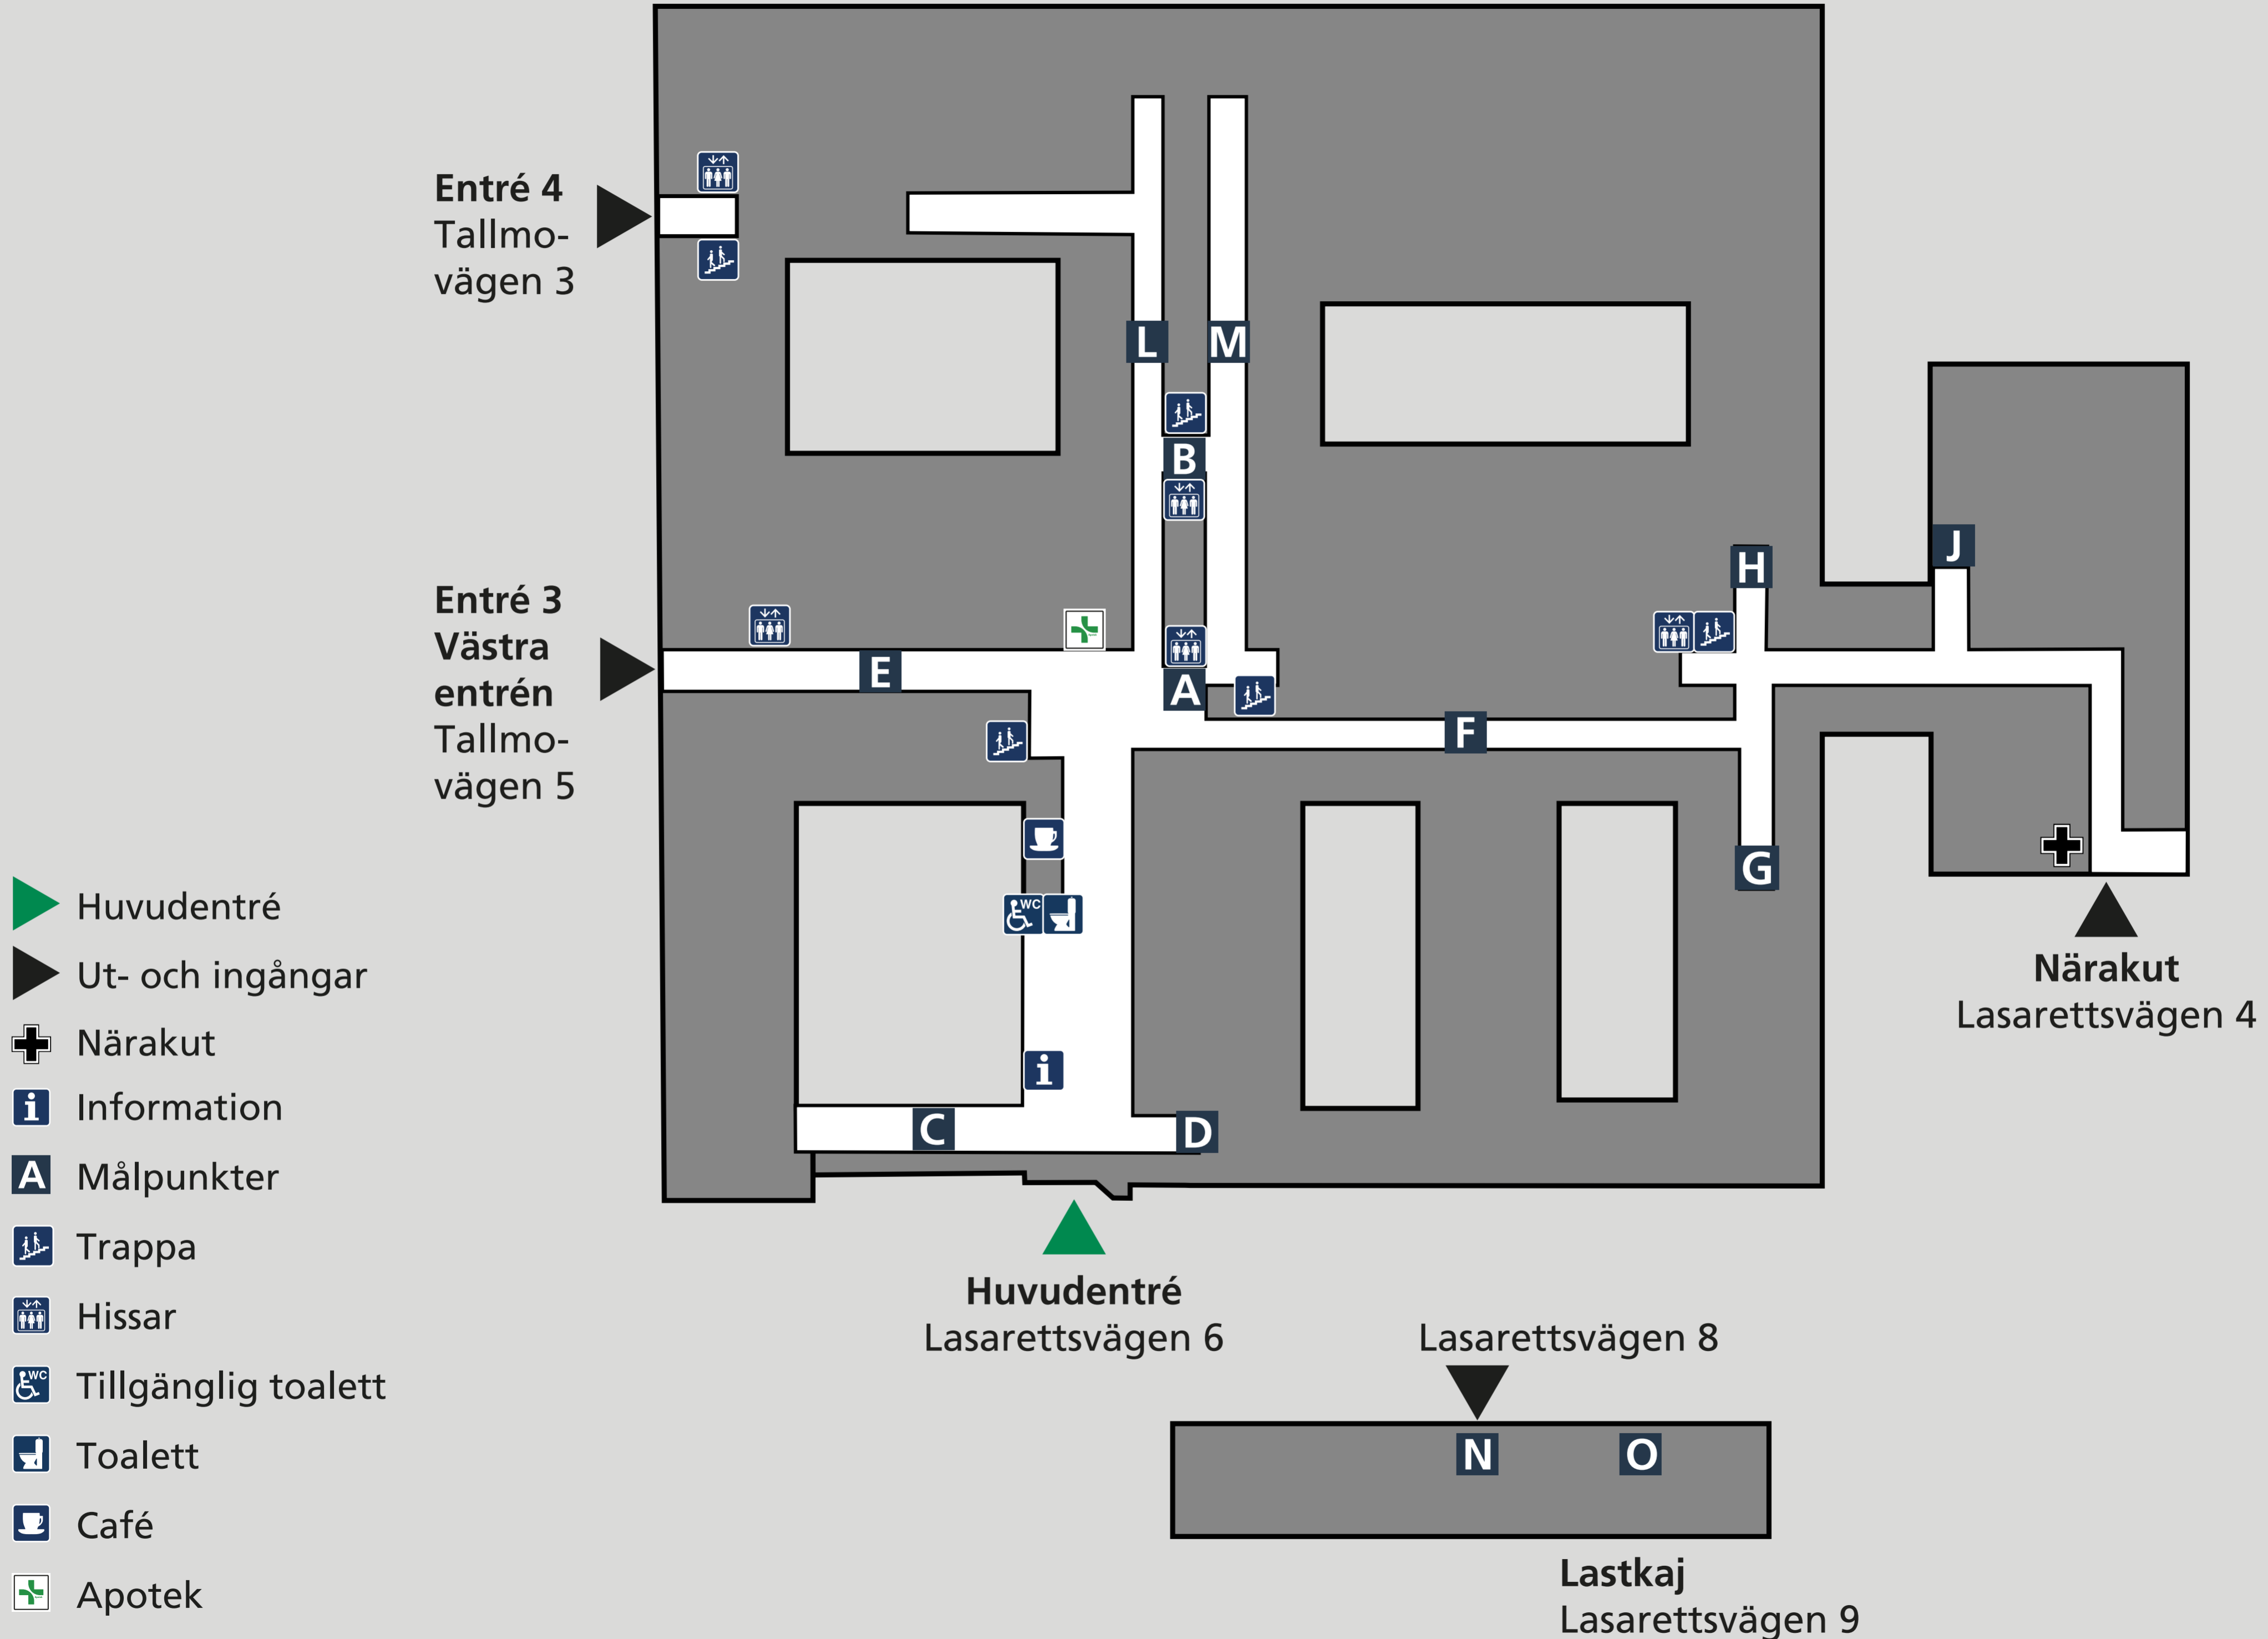 Entré 4
Tallmo-
vägen 3
L
M
B
Entré 3
Västra
entrén
Tallmo-
vägen 5
E
A
F
H
J
G
WC
i
C
D
Närakut
Lasarettsvägen 4
Huvudentré
Lasarettsvägen 6
Lasarettsvägen 8
N
O
Lastkaj
Lasarettsvägen 9
Huvudentré
Ut- och ingångar
Närakut
i Information
A Målpunkter
Trappa
Hissar
WC Tillgänglig toalett
Toalett
Café
Apotek